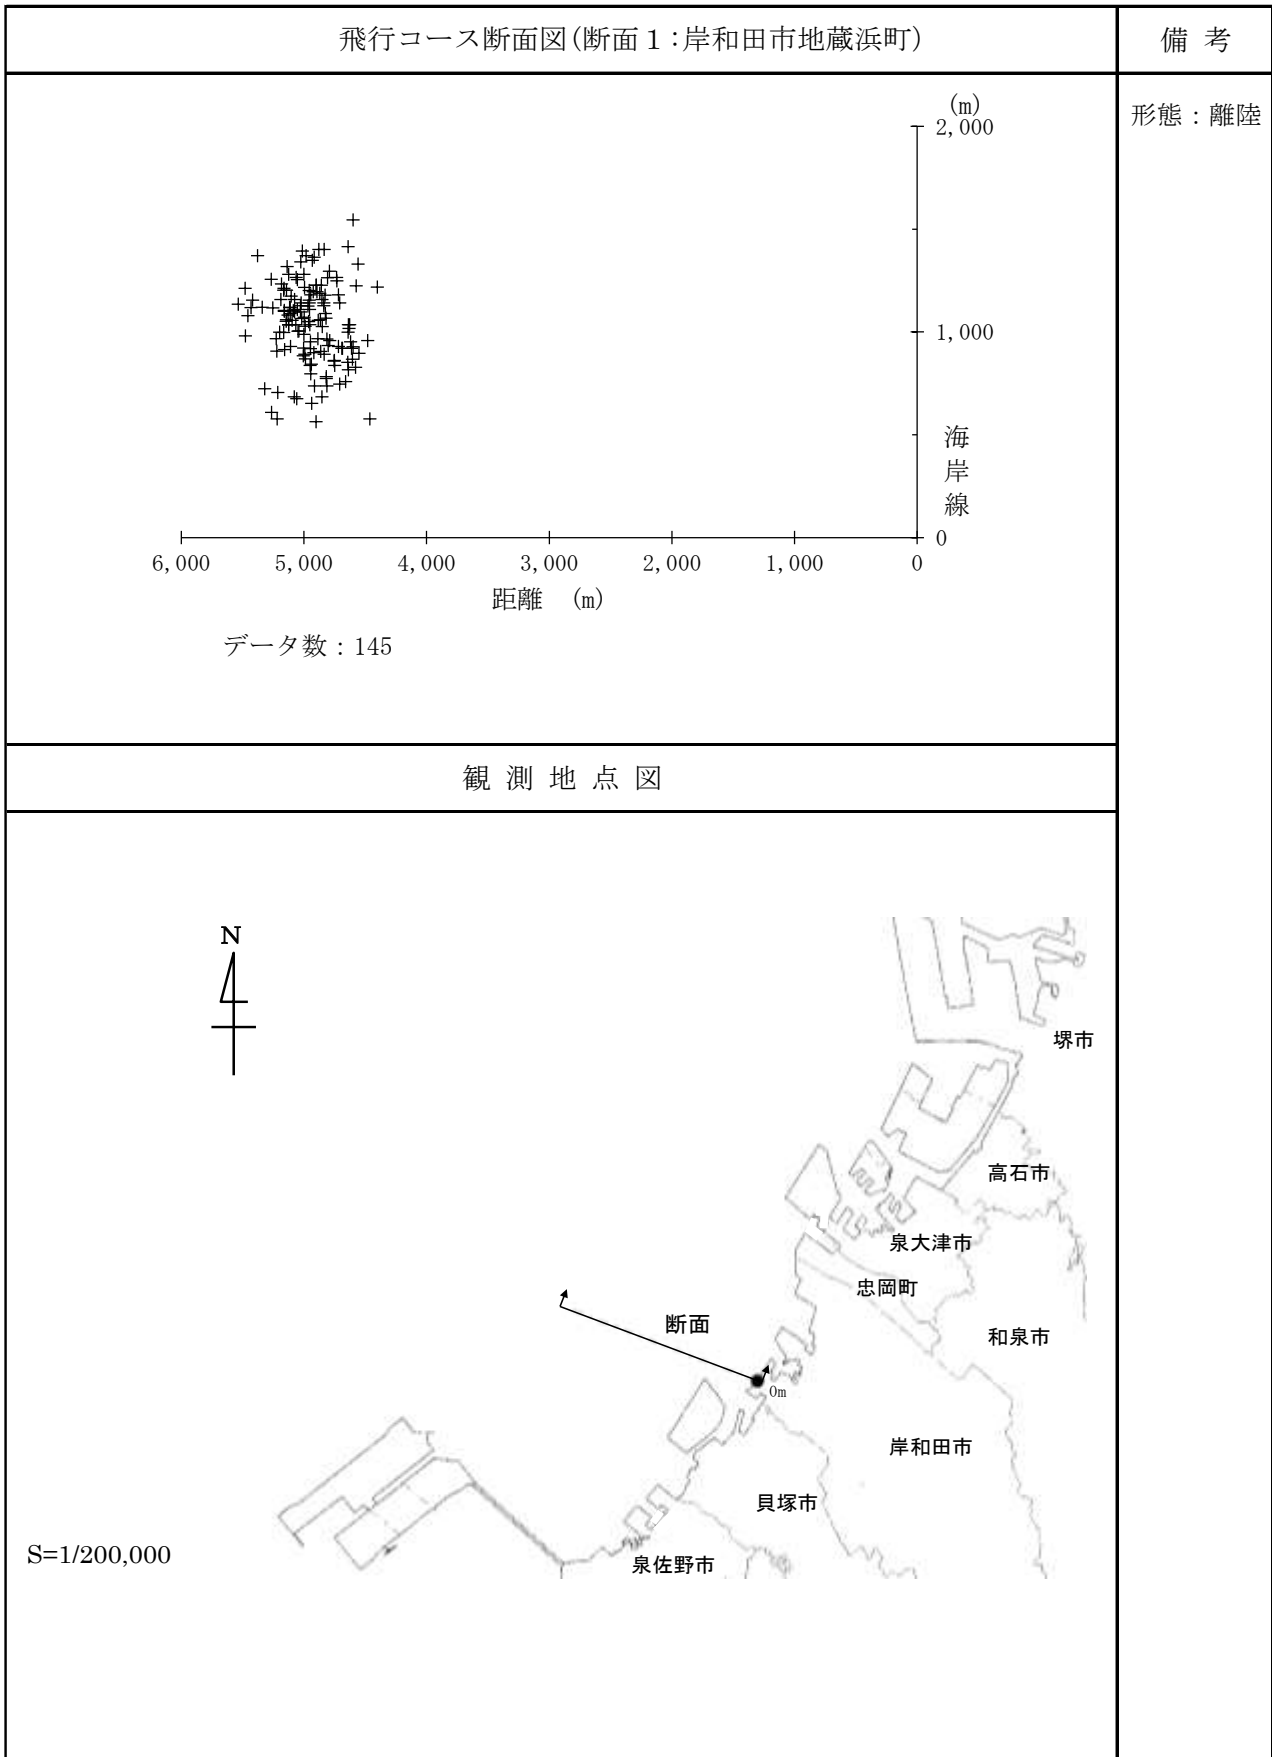 飛行コース断面図(断面１:岸和田市地蔵浜町)
備 考
形態：離陸
(m)
2,000
1,000
0
海岸線
6,000 5,000 4,000 3,000 2,000 1,000 0
距離 (m)
データ数：145
観 測 地 点 図
N
堺市
高石市
泉大津市
忠岡町
和泉市
断面
0m
岸和田市
貝塚市
泉佐野市
S=1/200,000